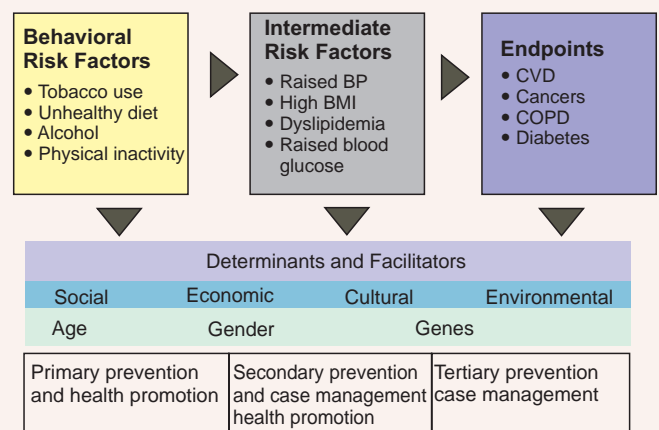 Behavioral
Risk Factors
• Tobacco use
• Unhealthy diet
• Alcohol
• Physical inactivity
Intermediate
Risk Factors
• Raised BP
• High BMI
• Dyslipidemia
• Raised blood
glucose
Endpoints
• CVD
• Cancers
• COPD
• Diabetes
Determinants and Facilitators
Social Economic Cultural Environmental
Age Gender Genes
Primary prevention
and health promotion
Secondary prevention
and case management
health promotion
Tertiary prevention
case management